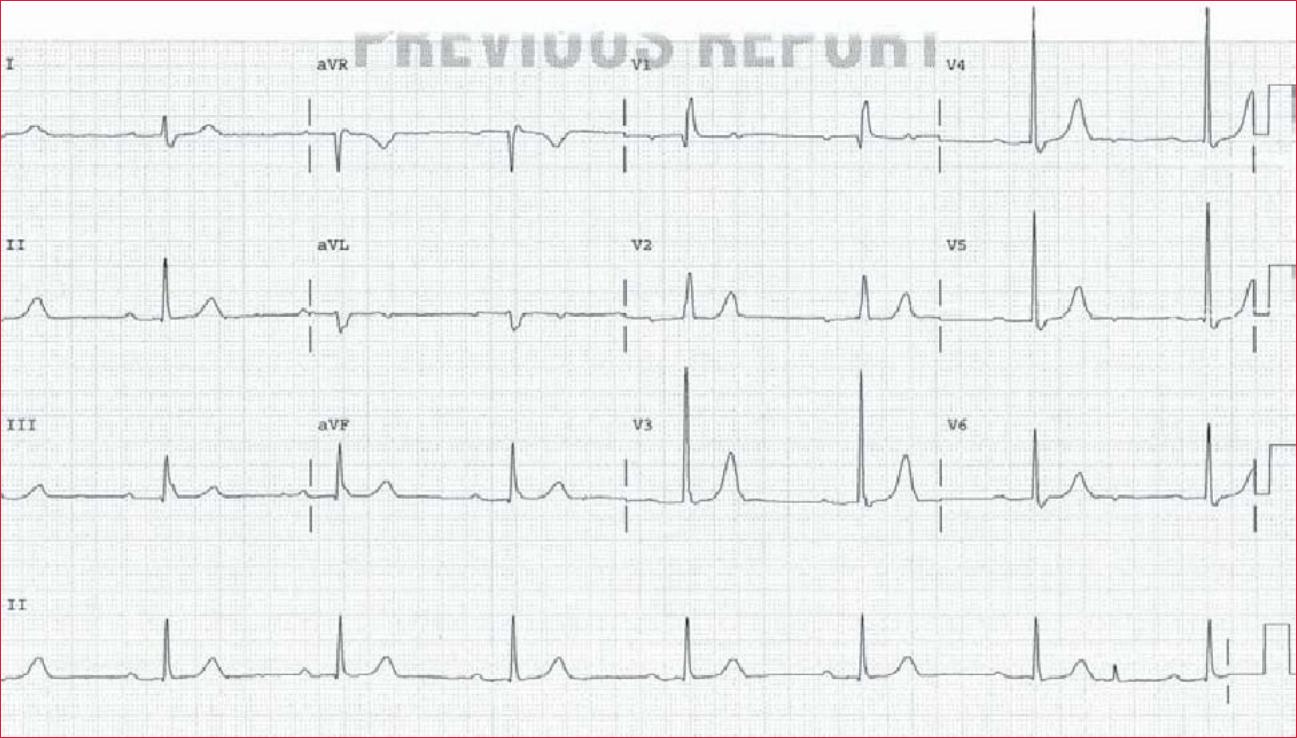 PREVIOUS REPORT
I aVR V1 V4
II aVL V2 V5
III aVF V3 V6
II